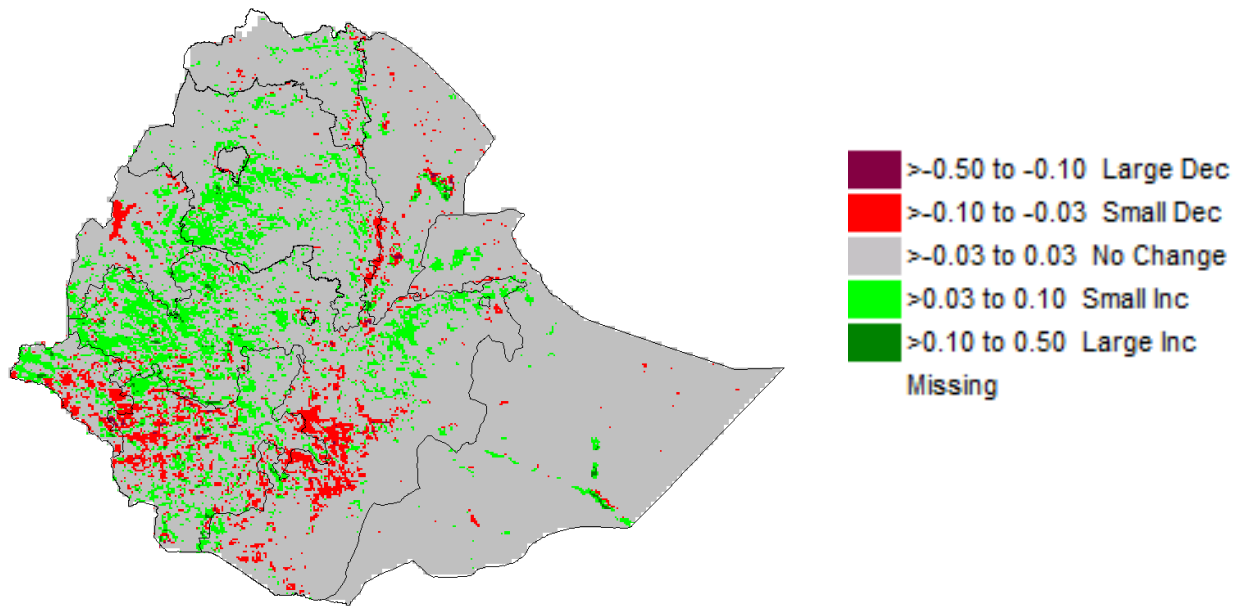 >-0.50 to -0.10 Large Dec
>-0.10 to -0.03 Small Dec
>-0.03 to 0.03 No Change
>0.03 to 0.10 Small Inc
>0.10 to 0.50 Large Inc
Missing